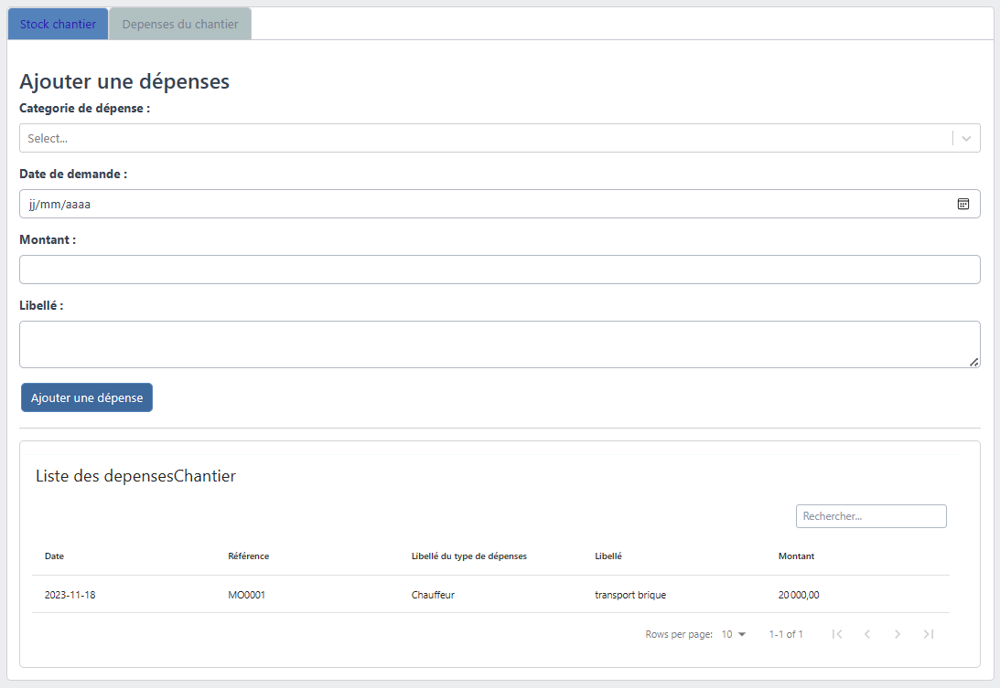 Stock chantier Depenses du chantier
Ajouter une dépenses
Categorie de dépense :
Select...
Date de demande :
jj/mm/aaaa
Montant :
Libellé :
Ajouter une dépense
Liste des depensesChantier
Rechercher...
Date Référence Libellé du type de dépenses Libellé Montant
2023-11-18 MO0001 Chauffeur transport brique 20 000,00
Rows per page: 10 1-1 of 1